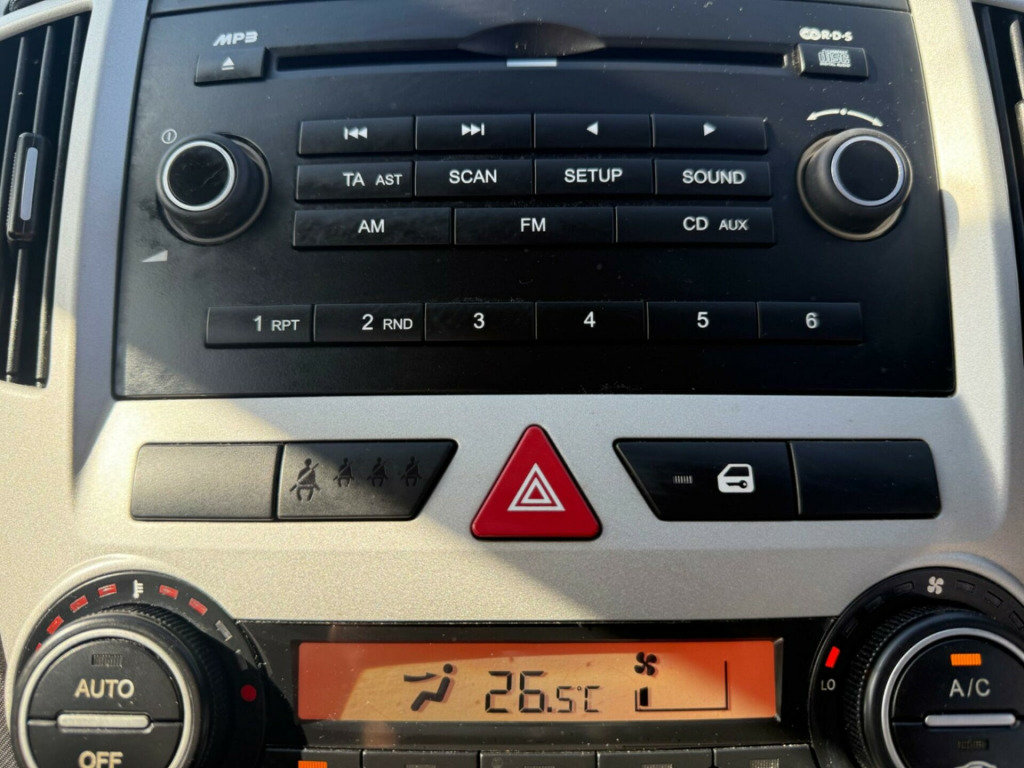 MP3
R·D·S
TA AST
SCAN
SETUP
SOUND
AM
FM
CD AUX
1 RPT
2 RND
3
4
5
6
26.5°C
AUTO
OFF
LO
A/C